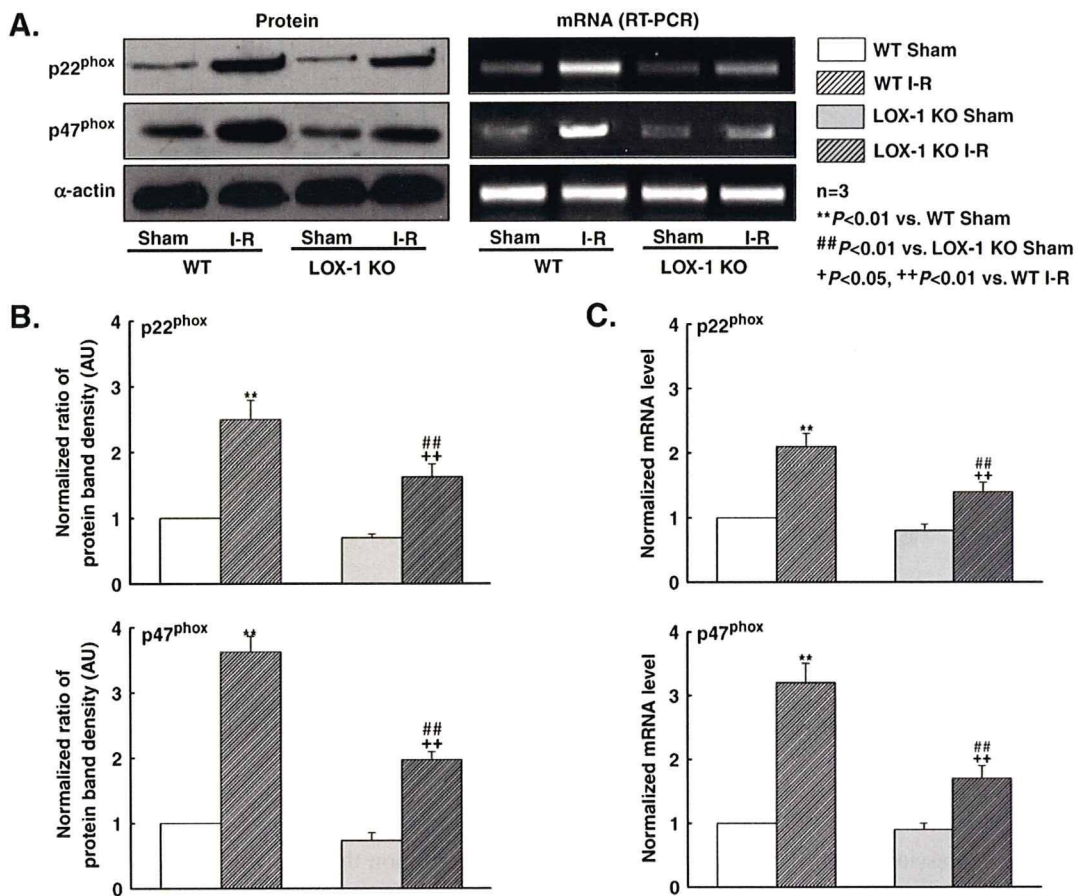 A.
Protein
mRNA (RT-PCR)
p22phox
p47phox
α-actin
Sham I-R Sham I-R
WT LOX-1 KO
Sham I-R Sham I-R
WT LOX-1 KO
WT Sham
WT I-R
LOX-1 KO Sham
LOX-1 KO I-R
n=3
**P<0.01 vs. WT Sham
##P<0.01 vs. LOX-1 KO Sham
+P<0.05, ++P<0.01 vs. WT I-R
B.
p22phox
Normalized ratio of
protein band density (AU)
4
3
2
1
0
**
##
++
p47phox
Normalized ratio of
protein band density (AU)
4
3
2
1
0
**
##
++
C.
p22phox
Normalized mRNA level
4
3
2
1
0
**
##
++
p47phox
Normalized mRNA level
4
3
2
1
0
**
##
++